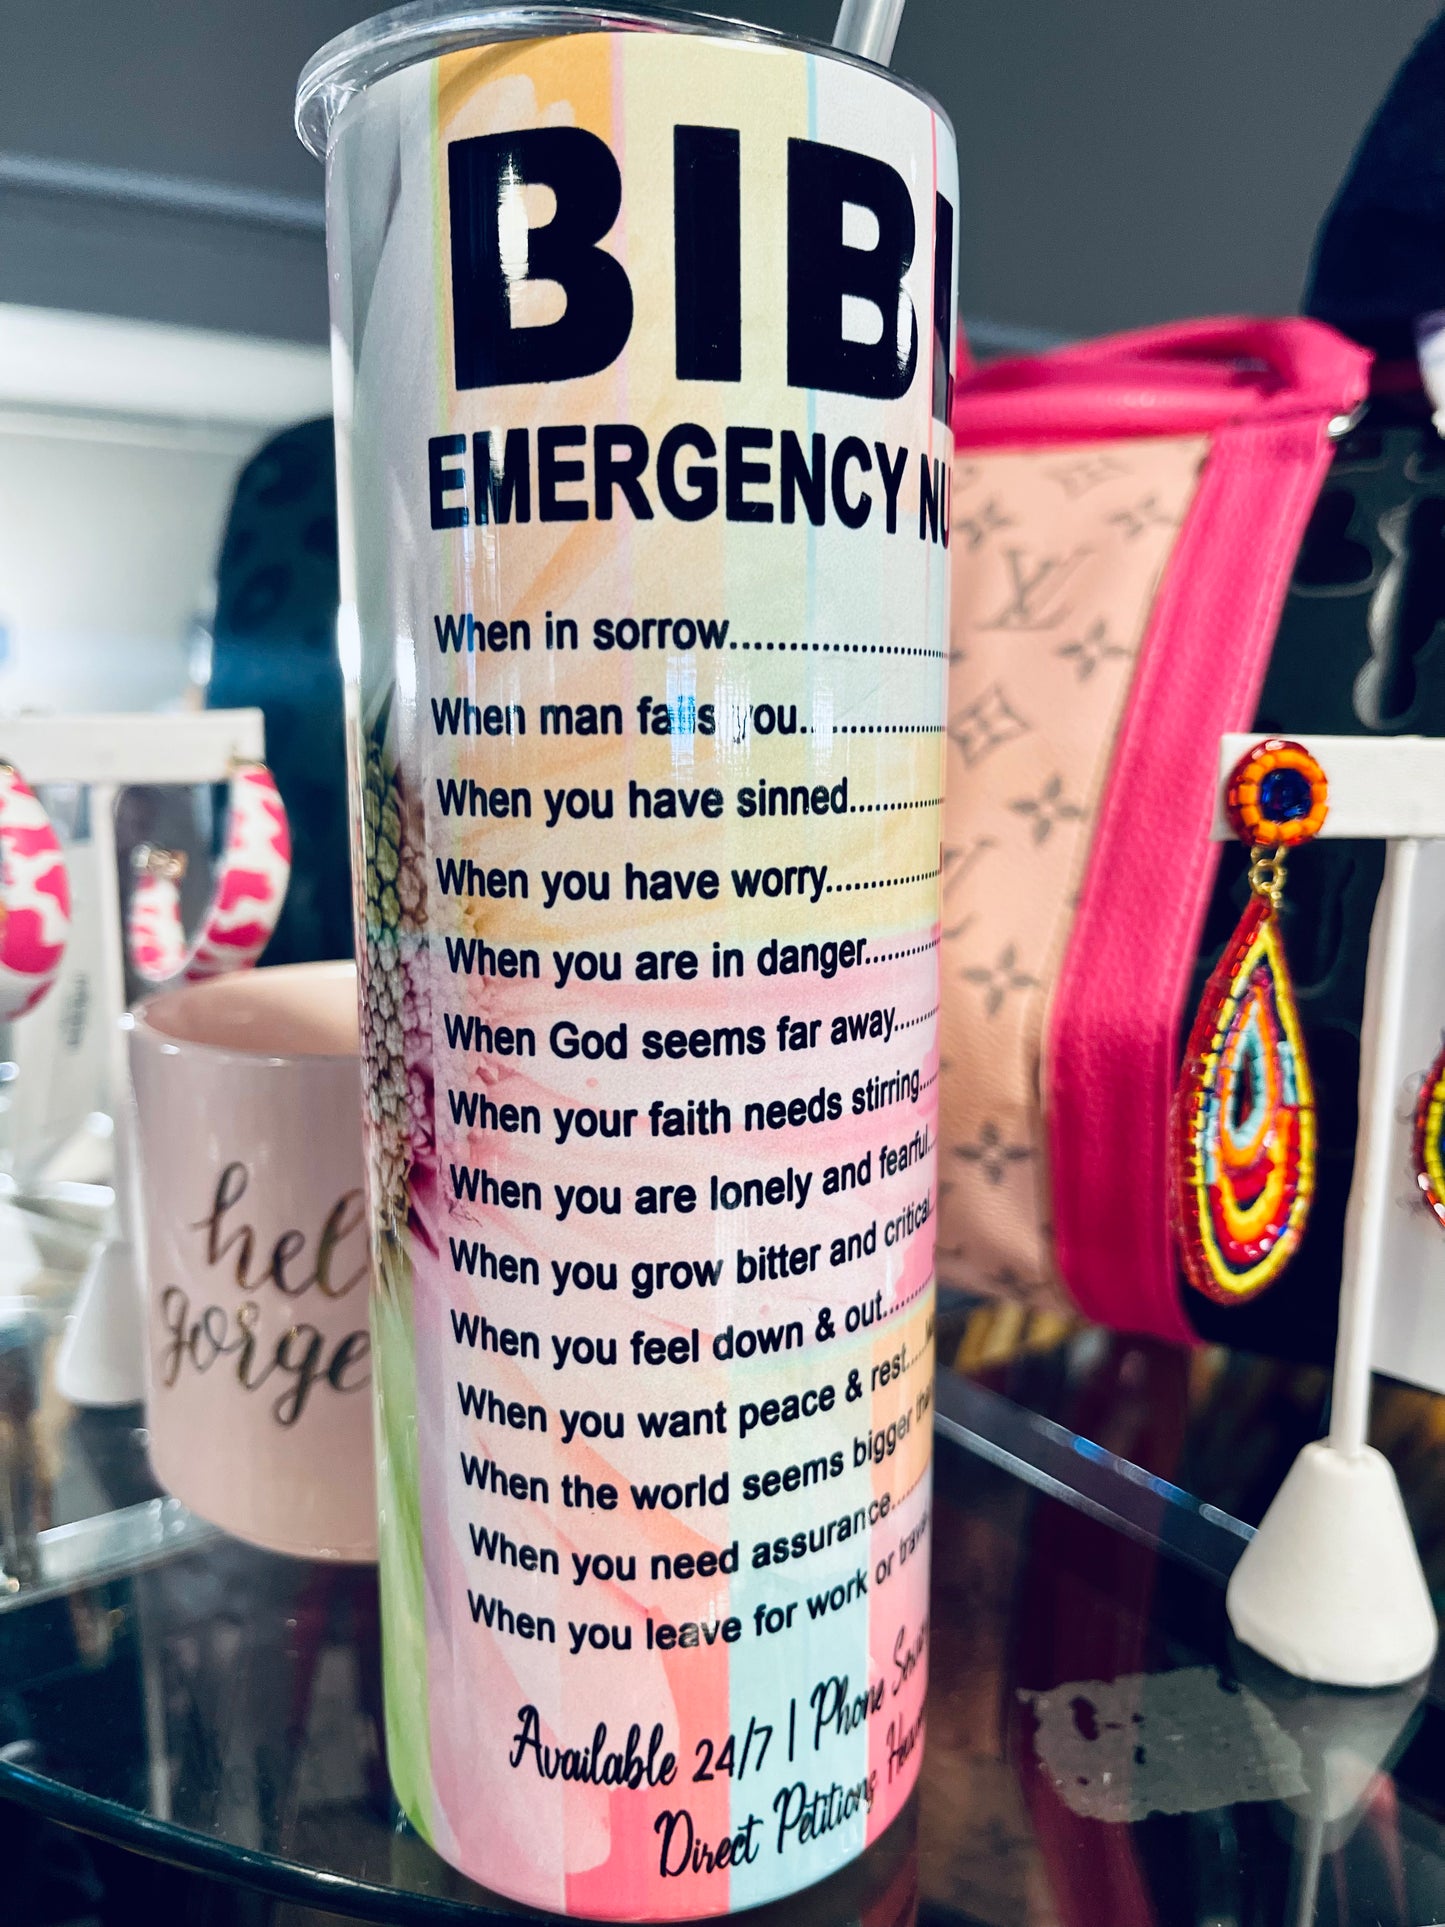 BIB
EMERGENCY
When in sorrow....................
When man fails you...............
When you have sinned...........
When you have worry.............
When you are in danger..........
When God seems far away.....
When your faith needs stirring....
When you are lonely and fearful...
When you grow bitter and critical..
When you feel down & out........
When you want peace & rest....
When the world seems bigger
When you need assurance.....
When you leave for work or
Available 24/7 | Phone
Direct Petitions
LV